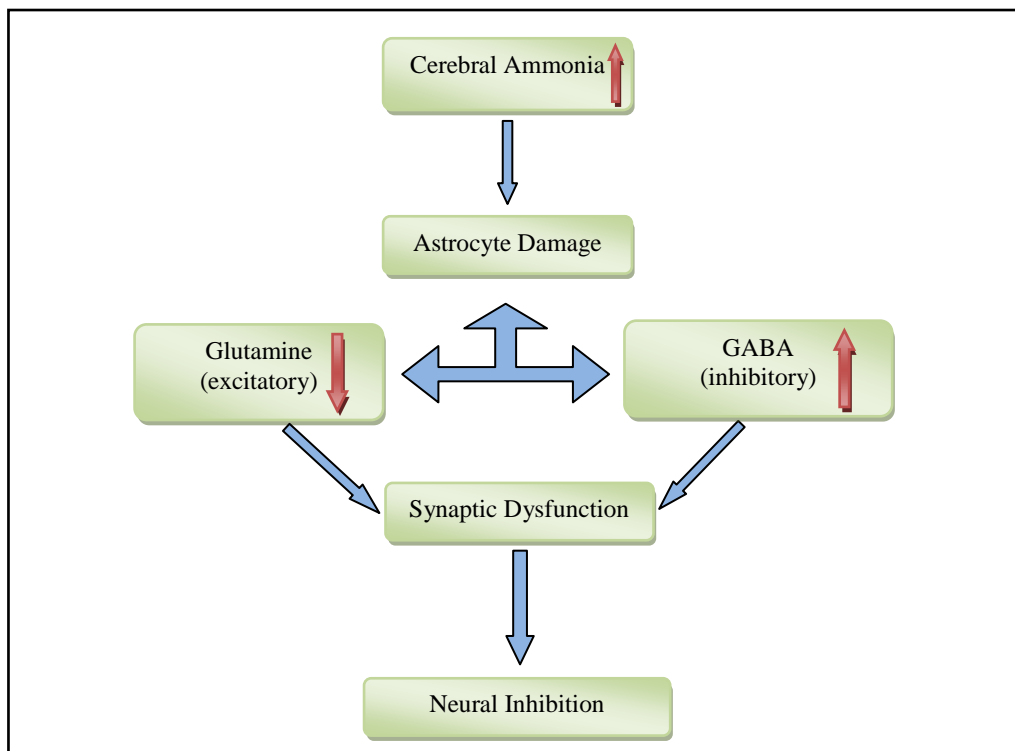 Cerebral Ammonia
Astrocyte Damage
Glutamine
(excitatory)
GABA
(inhibitory)
Synaptic Dysfunction
Neural Inhibition